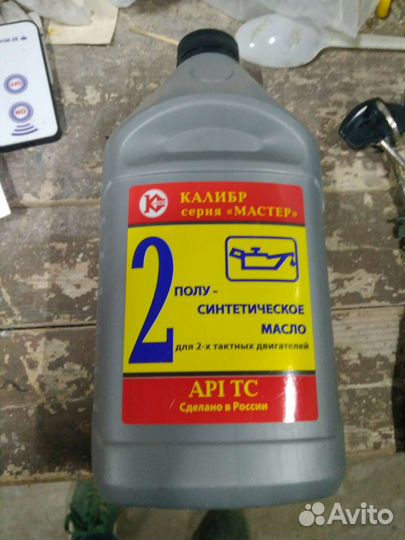 КАЛИБР
серия «МАСТЕР»
2
ПОЛУ-
СИНТЕТИЧЕСКОЕ
МАСЛО
для 2-х тактных двигателей
API TC
Сделано в России
Avito